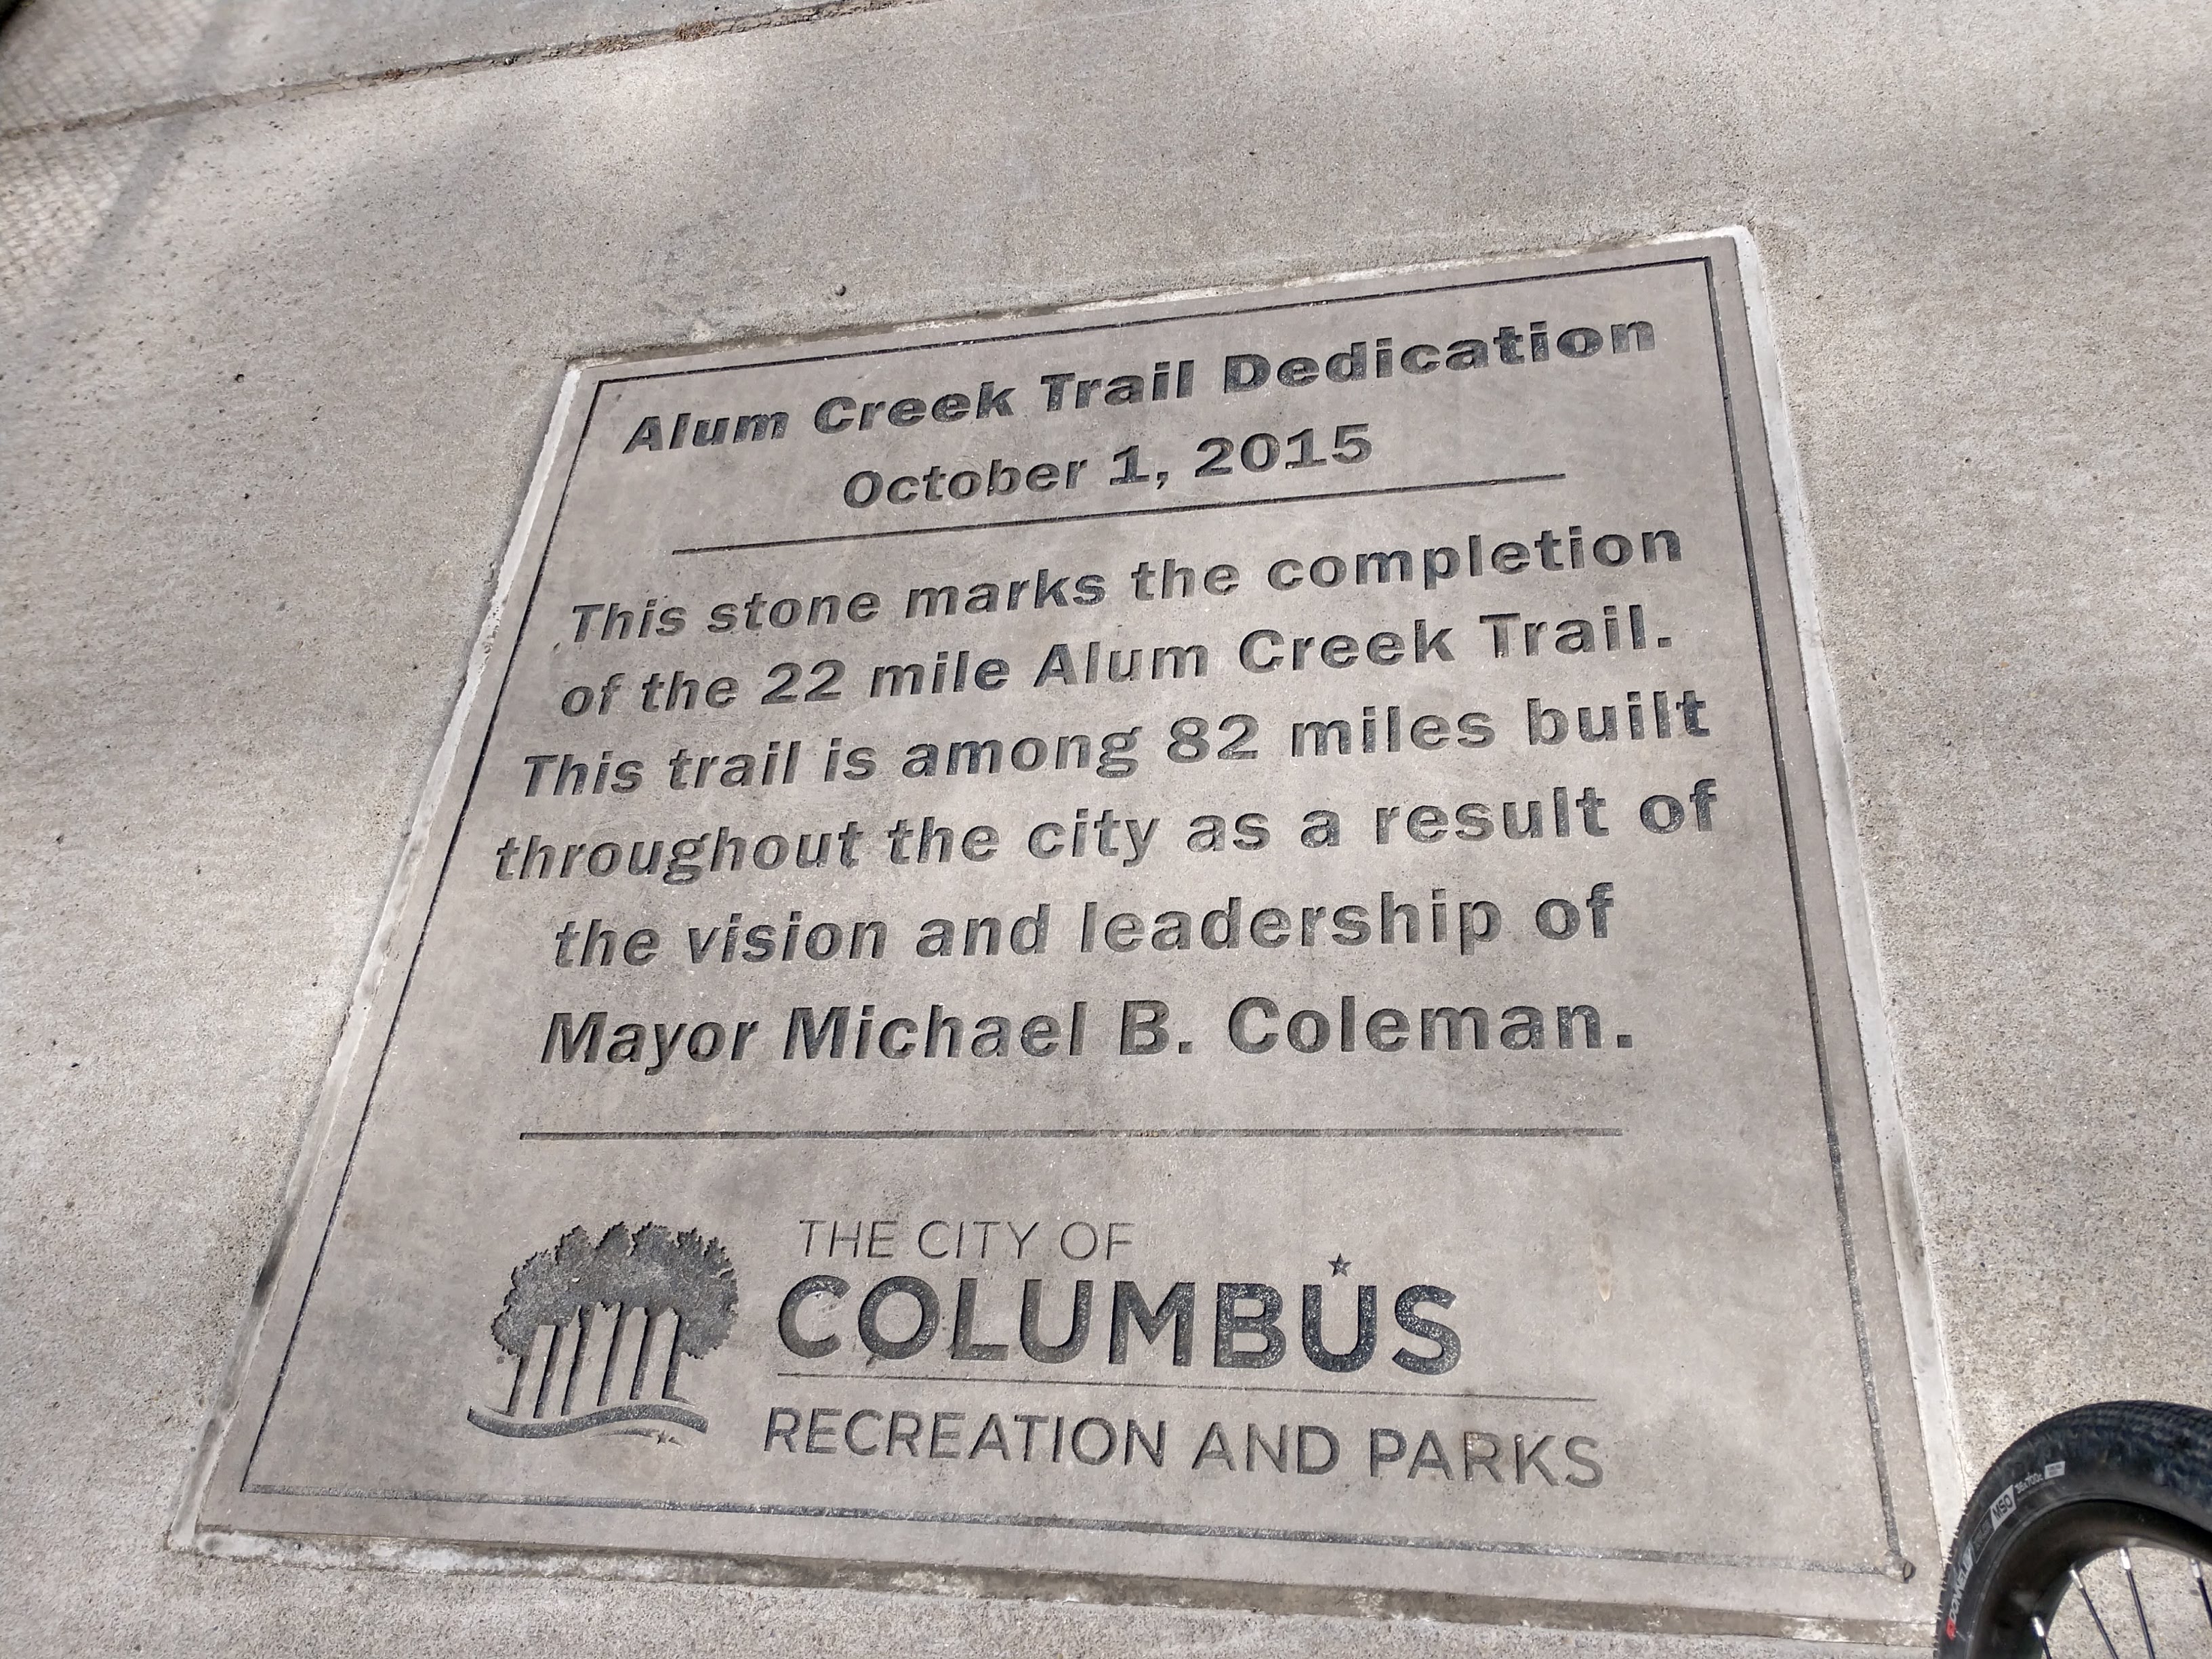 Alum Creek Trail Dedication
October 1, 2015
This stone marks the completion
of the 22 mile Alum Creek Trail.
This trail is among 82 miles built
throughout the city as a result of
the vision and leadership of
Mayor Michael B. Coleman.
THE CITY OF
COLUMBUS
RECREATION AND PARKS
MSO